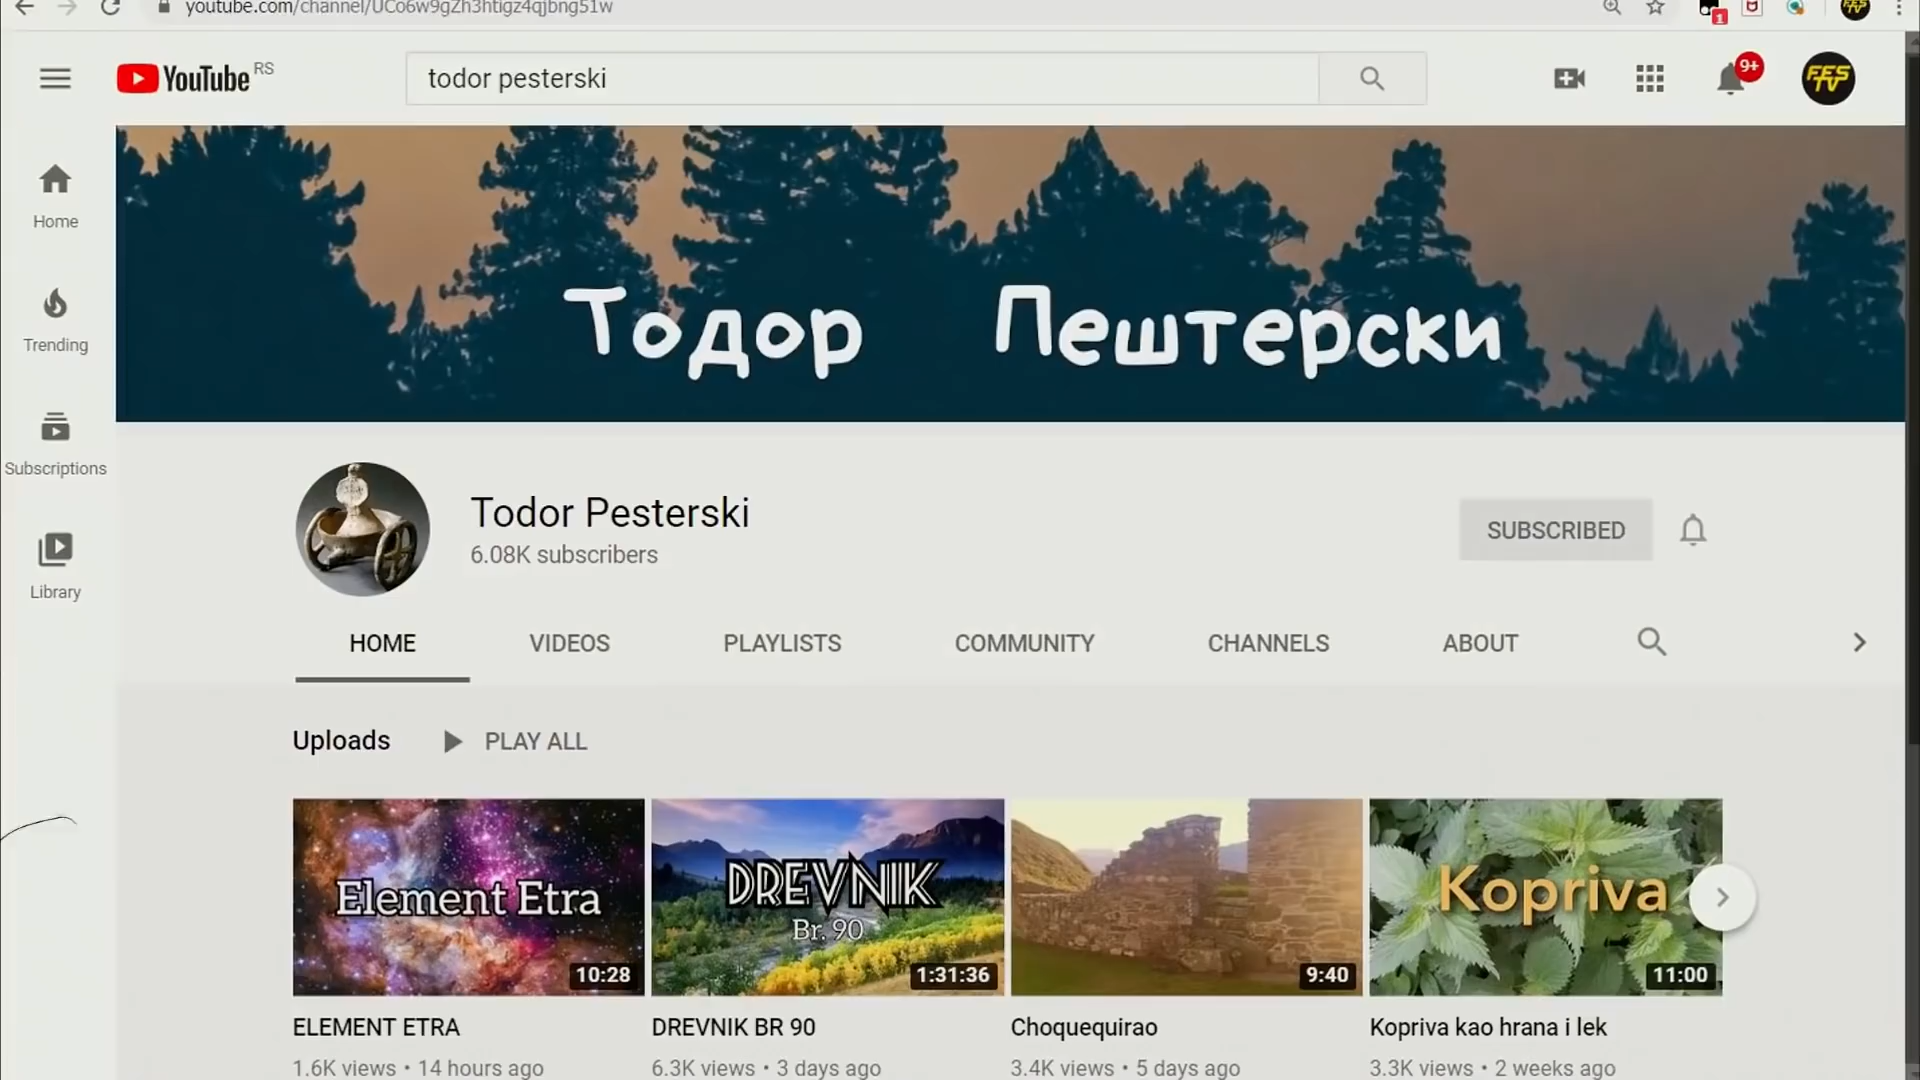 youtube.com/channel/UCo6w9gZh3htigz4qjbng51w
1
YouTube RS
todor pesterski
9+
FES TV
Home
Trending
Subscriptions
Library
Тодор Пештерски
Todor Pesterski
6.08K subscribers
SUBSCRIBED
HOME VIDEOS PLAYLISTS COMMUNITY CHANNELS ABOUT
Uploads PLAY ALL
Element Etra
10:28
DREVNIK
Br. 90
1:31:36
9:40
Kopriva
11:00
ELEMENT ETRA
1.6K views • 14 hours ago
DREVNIK BR 90
6.3K views • 3 days ago
Choquequirao
3.4K views • 5 days ago
Kopriva kao hrana i lek
3.3K views • 2 weeks ago